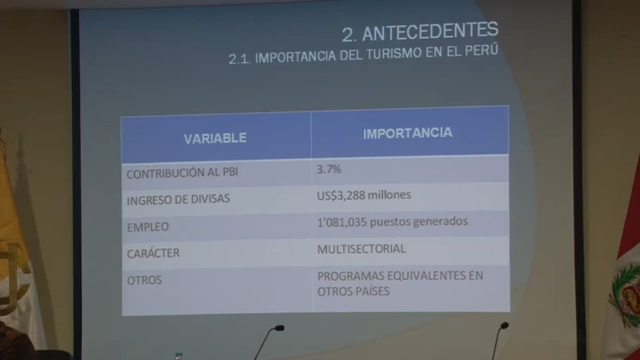 2. ANTECEDENTES
2.1. IMPORTANCIA DEL TURISMO EN EL PERÚ
VARIABLE IMPORTANCIA
CONTRIBUCIÓN AL PBI 3.7%
INGRESO DE DIVISAS US$3,288 millones
EMPLEO 1'081,035 puestos generados
CARÁCTER MULTISECTORIAL
OTROS PROGRAMAS EQUIVALENTES EN
OTROS PAÍSES